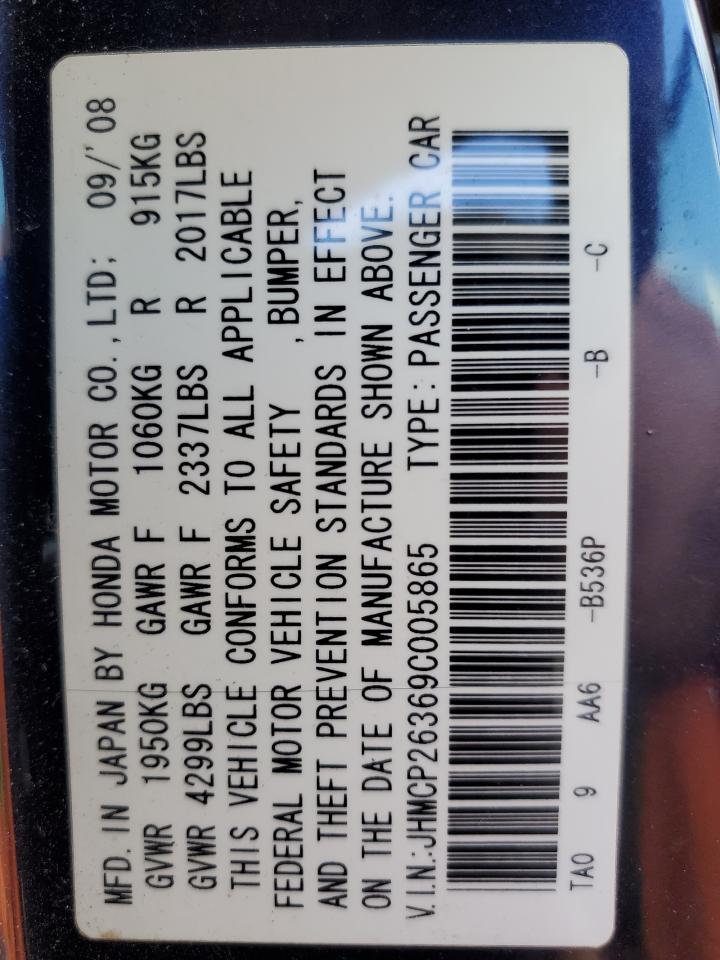 MFD. IN JAPAN BY HONDA MOTOR CO.,LTD; 09/'08
GVWR 1950KG GAWR F 1060KG R 915KG
GVWR 4299LBS GAWR F 2337LBS R 2017LBS
THIS VEHICLE CONFORMS TO ALL APPLICABLE
FEDERAL MOTOR VEHICLE SAFETY ,BUMPER,
AND THEFT PREVENTION STANDARDS IN EFFECT
ON THE DATE OF MANUFACTURE SHOWN ABOVE.
V.I.N.:JHMCP26369C005865 TYPE:PASSENGER CAR
TA0 9 AA6 -B536P -B -C